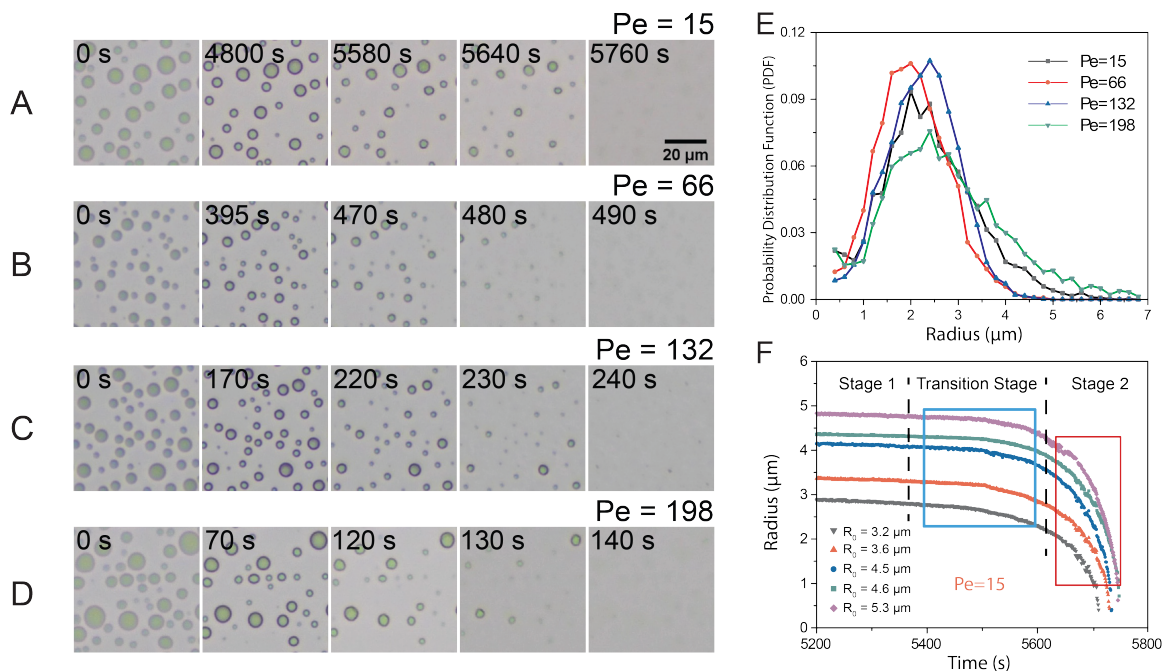 Pe = 15
A
0 s 4800 s 5580 s 5640 s 5760 s
20 µm
Pe = 66
B
0 s 395 s 470 s 480 s 490 s
Pe = 132
C
0 s 170 s 220 s 230 s 240 s
Pe = 198
D
0 s 70 s 120 s 130 s 140 s
E
Probability Distribution Function (PDF)
0.12
0.09
0.06
0.03
0.00
Pe=15
Pe=66
Pe=132
Pe=198
0 1 2 3 4 5 6 7
Radius (µm)
F
Radius (µm)
6
5
4
3
2
1
0
Stage 1 Transition Stage Stage 2
R0 = 3.2 µm
R0 = 3.6 µm
R0 = 4.5 µm
R0 = 4.6 µm
R0 = 5.3 µm
Pe=15
5200 5400 5600 5800
Time (s)